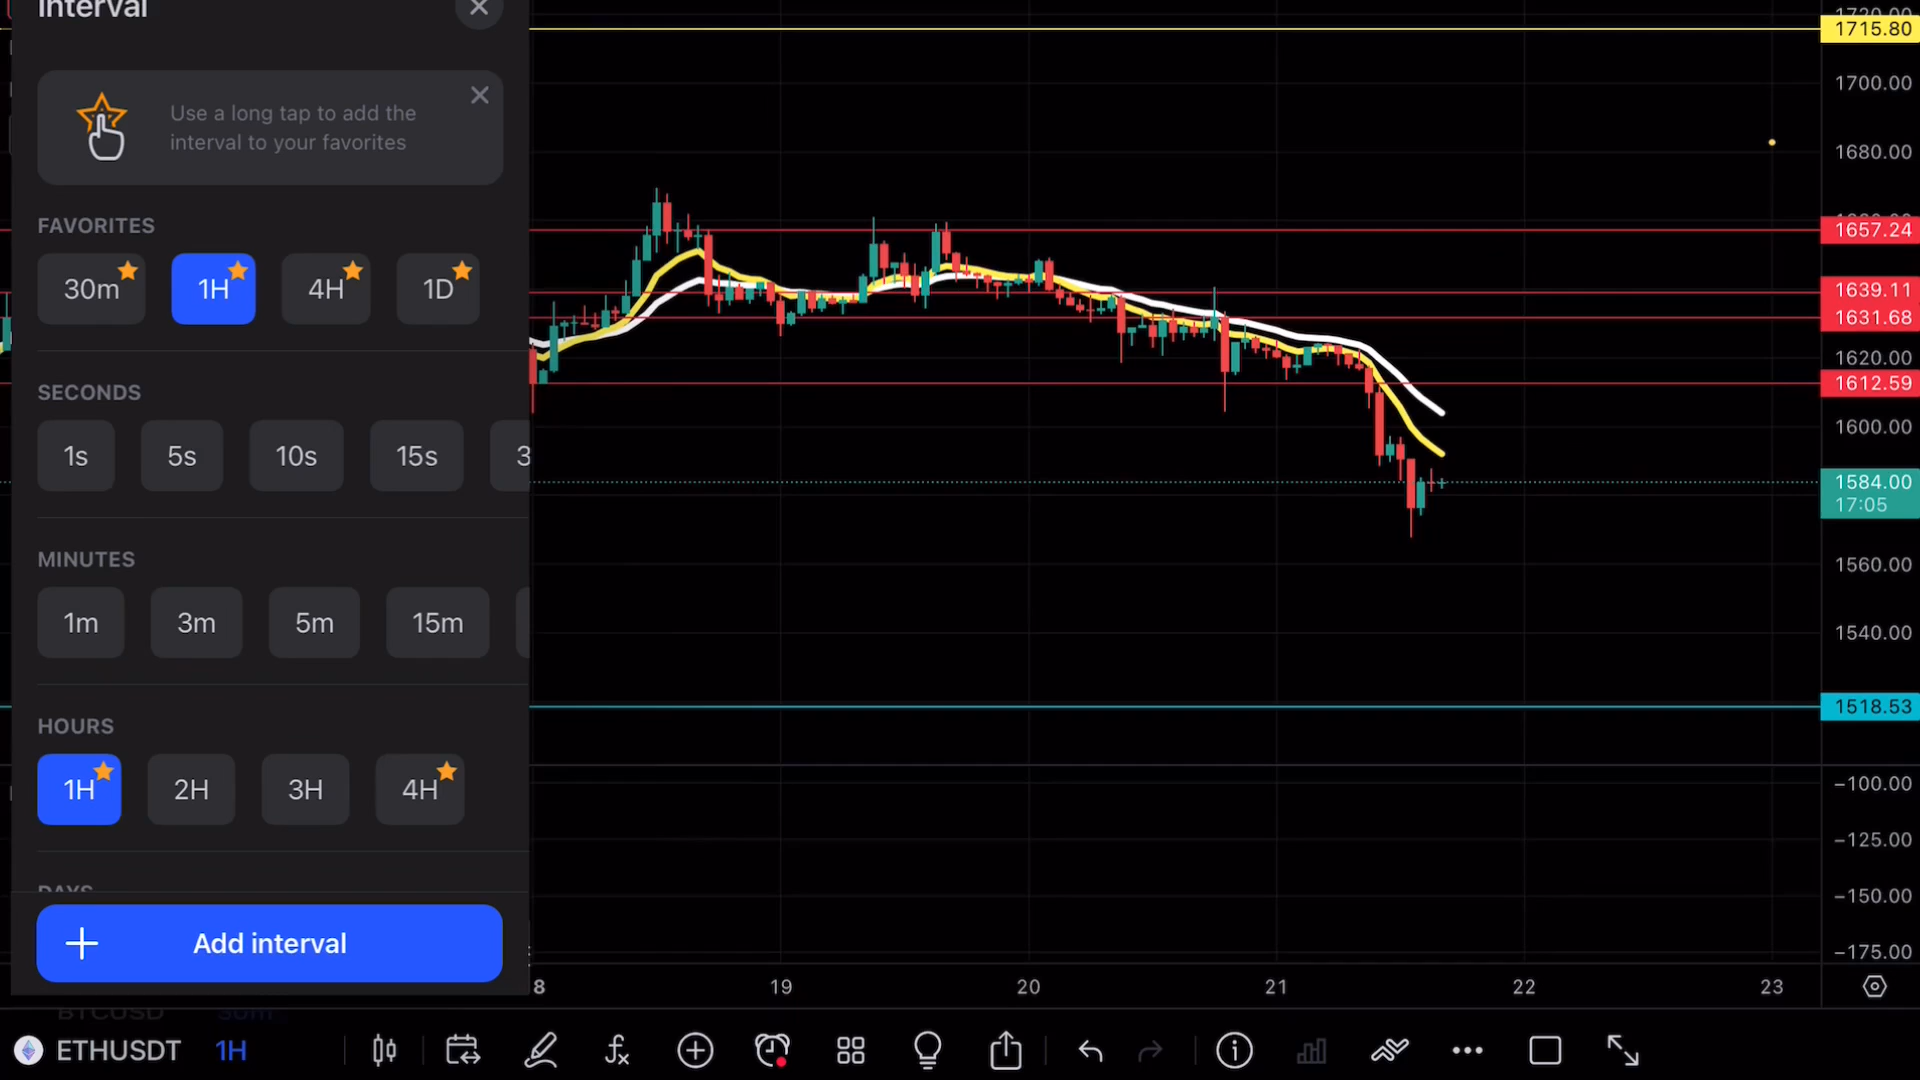 Interval
Use a long tap to add the
interval to your favorites
FAVORITES
30m
1H
4H
1D
SECONDS
1s
5s
10s
15s
3
MINUTES
1m
3m
5m
15m
HOURS
1H
2H
3H
4H
DAYS
Add interval
1720.00
1715.80
1700.00
1680.00
1657.24
1639.11
1631.68
1620.00
1612.59
1600.00
1584.00
17:05
1560.00
1540.00
1518.53
−100.00
−125.00
−150.00
−175.00
8
19
20
21
22
23
BTCUSD
30m
ETHUSDT
1H